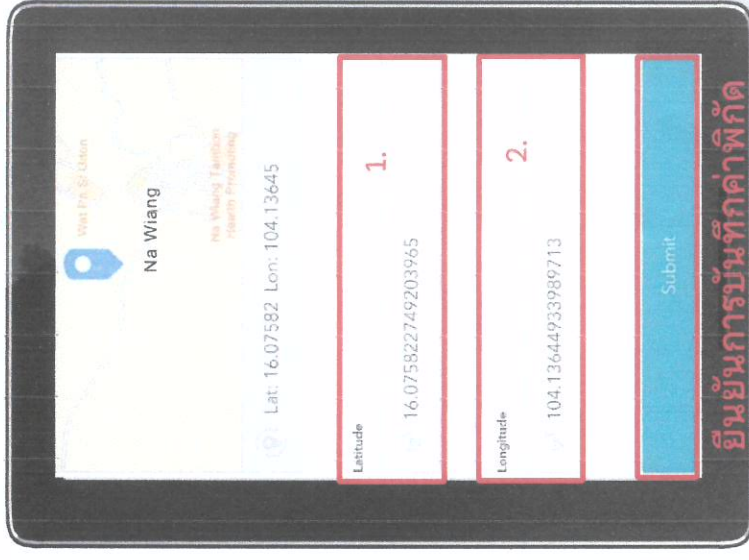 Wat Pa Si Udon
Na Wiang
Na Wiang Tambon
Health Promoting
Lat: 16.07582 Lon: 104.13645
Latitude
1.
16.075822749203965
Longitude
2.
104.13644933989713
Submit
ยืนยันการบันทึกค่าพิกัด